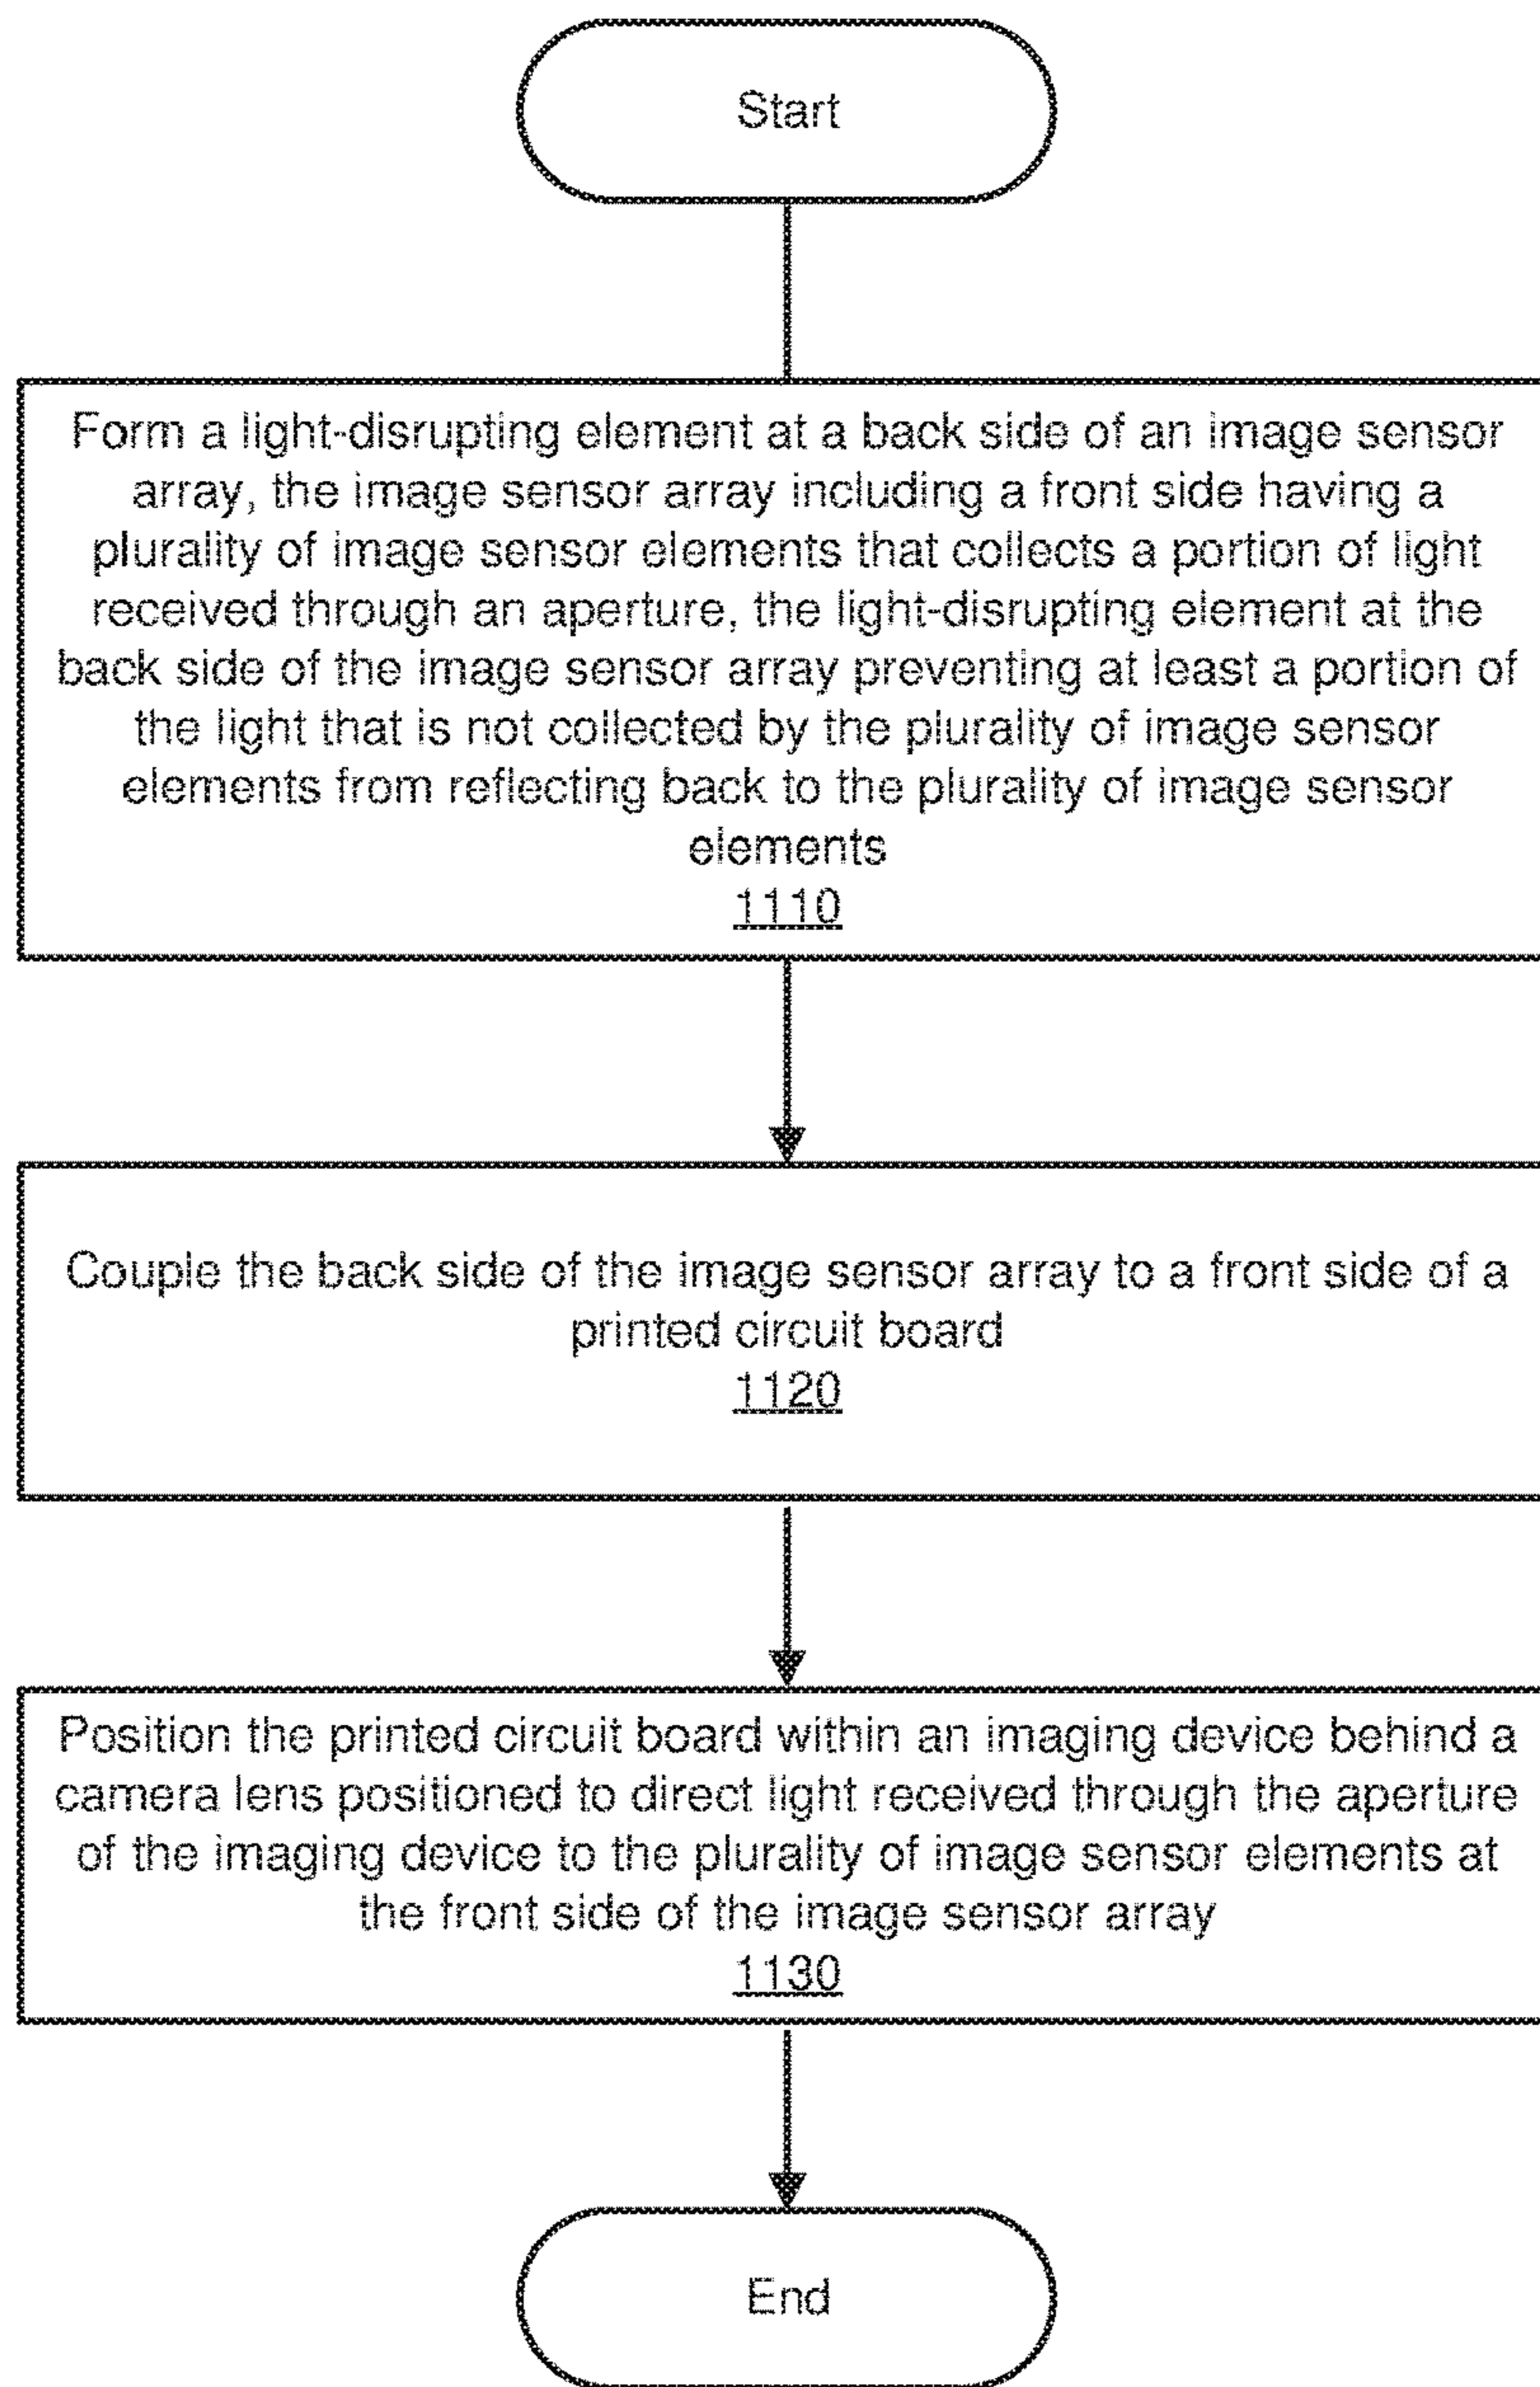 Start
Form a light-disrupting element at a back side of an image sensor
array, the image sensor array including a front side having a
plurality of image sensor elements that collects a portion of light
received through an aperture, the light-disrupting element at the
back side of the image sensor array preventing at least a portion of
the light that is not collected by the plurality of image sensor
elements from reflecting back to the plurality of image sensor
elements
1110
Couple the back side of the image sensor array to a front side of a
printed circuit board
1120
Position the printed circuit board within an imaging device behind a
camera lens positioned to direct light received through the aperture
of the imaging device to the plurality of image sensor elements at
the front side of the image sensor array
1130
End